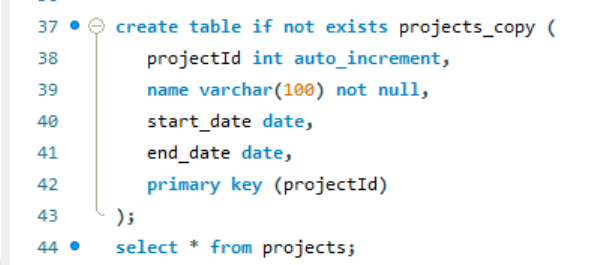 37 create table if not exists projects_copy (
38 projectId int auto_increment,
39 name varchar(100) not null,
40 start_date date,
41 end_date date,
42 primary key (projectId)
43 );
44 select * from projects;